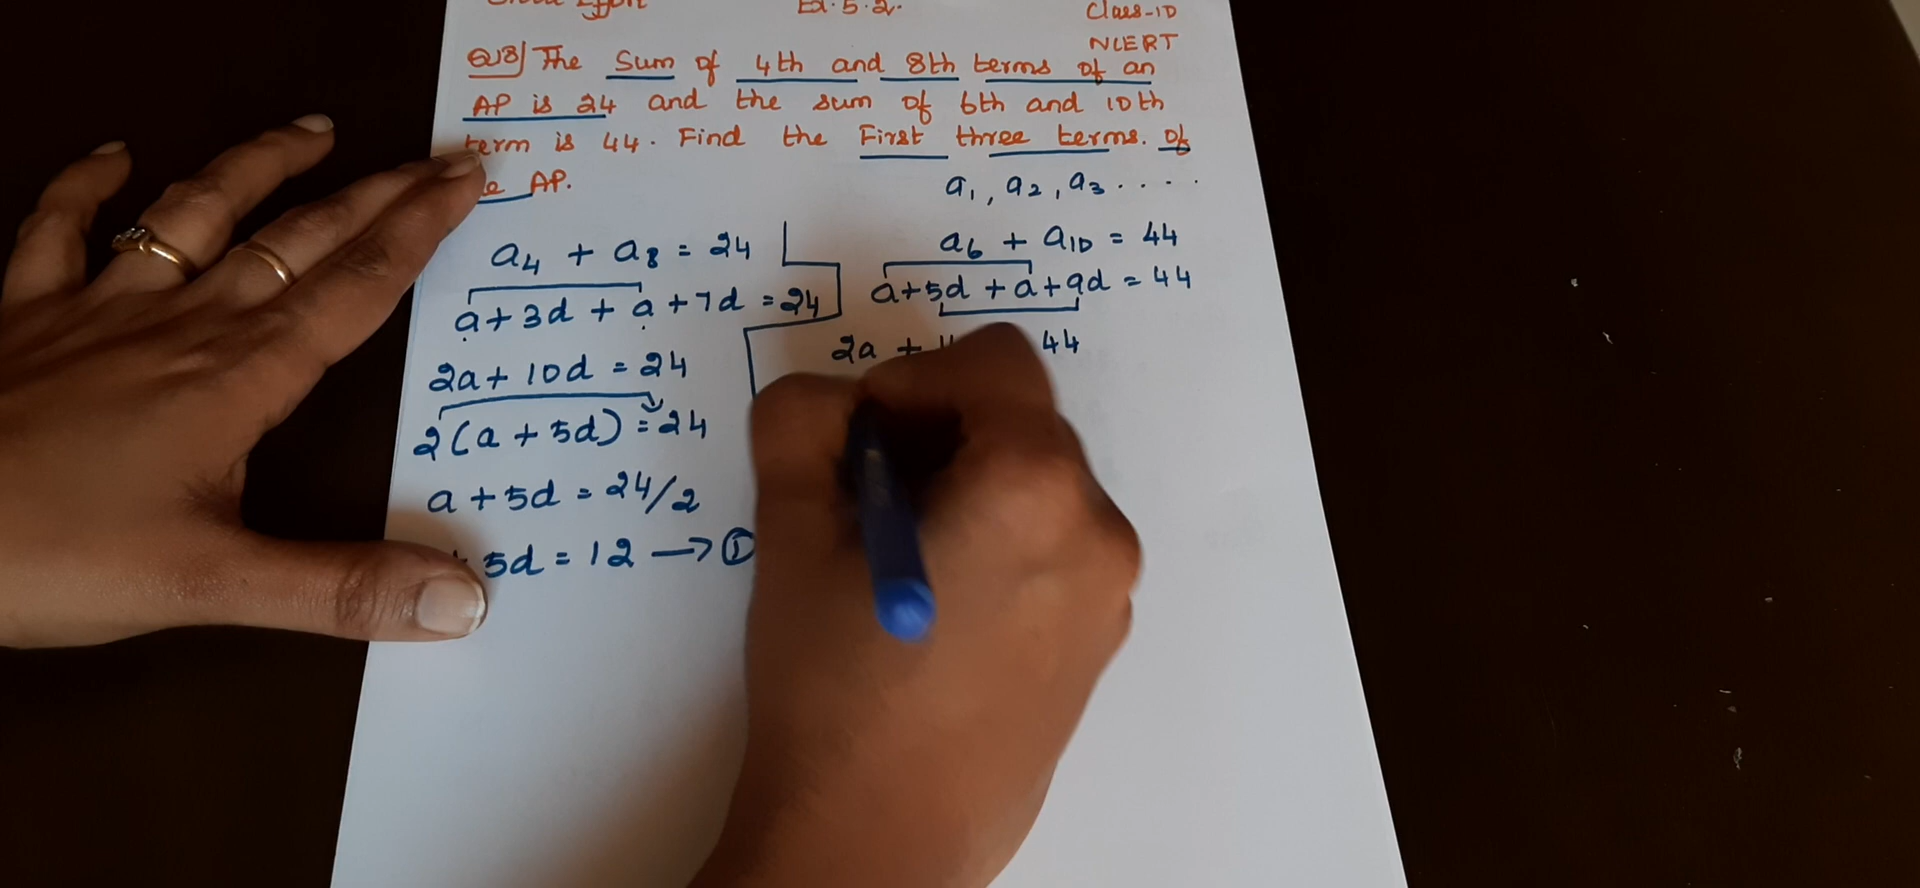 Ex.5.2.
Class-10
NCERT
Q18) The Sum of 4th and 8th terms of an
AP is 24 and the sum of 6th and 10th
term is 44. Find the First three terms. of
AP.
a₁, a₂, a₃ . . . .
a₄ + a₈ = 24
a+3d + a +7d = 24
2a+ 10d = 24
2(a + 5d) = 24
a + 5d = 24/2
5d = 12 → ①
a₆ + a₁₀ = 44
a+5d + a+9d = 44
2a + 44